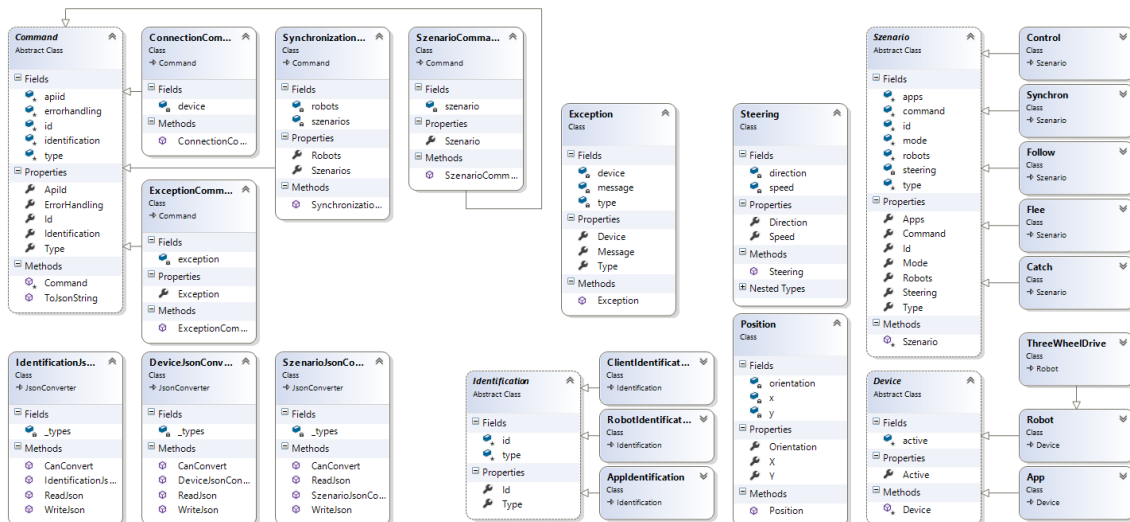 Command
Abstract Class
Fields
apiid
errorhandling
id
identification
type
Properties
ApiId
ErrorHandling
Id
Identification
Type
Methods
Command
ToJsonString
ConnectionCom...
Class
Command
Fields
device
Methods
ConnectionCo...
ExceptionComm...
Class
Command
Fields
exception
Properties
Exception
Methods
ExceptionCom...
Synchronization...
Class
Command
Fields
robots
szenarios
Properties
Robots
Szenarios
Methods
Synchronizatio...
SzenarioComma...
Class
Command
Fields
szenario
Properties
Szenario
Methods
SzenarioComm...
Exception
Class
Fields
device
message
type
Properties
Device
Message
Type
Methods
Exception
Steering
Class
Fields
direction
speed
Properties
Direction
Speed
Methods
Steering
Nested Types
Szenario
Abstract Class
Fields
apps
command
id
mode
robots
steering
type
Properties
Apps
Command
Id
Mode
Robots
Steering
Type
Methods
Szenario
Control
Class
Szenario
Synchron
Class
Szenario
Follow
Class
Szenario
Flee
Class
Szenario
Catch
Class
Szenario
IdentificationJs...
Class
JsonConverter
Fields
_types
Methods
CanConvert
IdentificationJs...
ReadJson
WriteJson
DeviceJsonConv...
Class
JsonConverter
Fields
_types
Methods
CanConvert
DeviceJsonCon...
ReadJson
WriteJson
SzenarioJsonCo...
Class
JsonConverter
Fields
_types
Methods
CanConvert
ReadJson
SzenarioJsonCo...
WriteJson
Identification
Abstract Class
Fields
id
type
Properties
Id
Type
ClientIdentificat...
Class
Identification
RobotIdentificat...
Class
Identification
AppIdentification
Class
Identification
Position
Class
Fields
orientation
x
y
Properties
Orientation
X
Y
Methods
Position
Device
Abstract Class
Fields
active
Properties
Active
Methods
Device
ThreeWheelDrive
Class
Robot
Robot
Class
Device
App
Class
Device